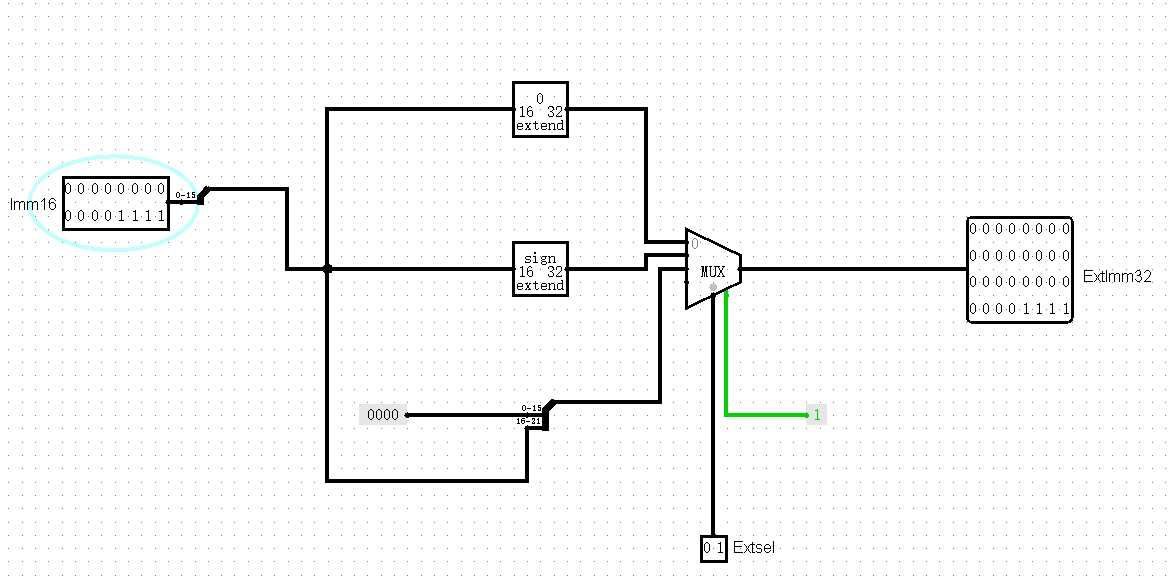 0
16 32
extend
Imm16
0 0 0 0 0 0 0 0
0 0 0 0 1 1 1 1
0-15
sign
16 32
extend
0
MUX
0 0 0 0 0 0 0 0
0 0 0 0 0 0 0 0
0 0 0 0 0 0 0 0
0 0 0 0 1 1 1 1
ExtImm32
0000
0-15
16-21
1
0 1
Extsel